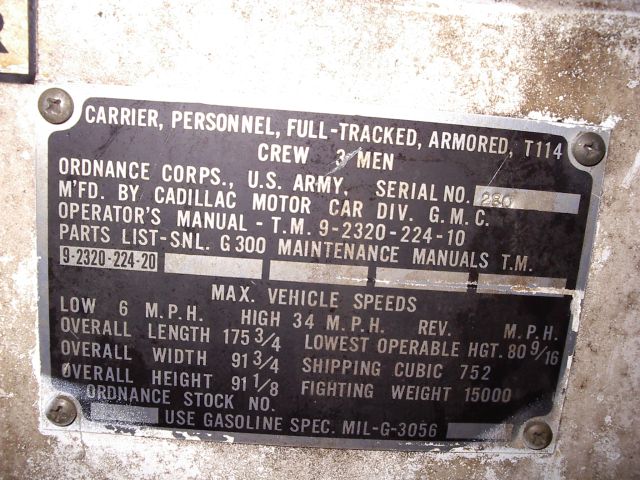 R
CARRIER, PERSONNEL, FULL-TRACKED, ARMORED, T114
CREW 3 MEN
ORDNANCE CORPS., U.S. ARMY, SERIAL NO. 280
M'F'D. BY CADILLAC MOTOR CAR DIV. G.M.C.
OPERATOR'S MANUAL - T.M. 9-2320-224-10
PARTS LIST-SNL. G300 MAINTENANCE MANUALS T.M.
9-2320-224-20
MAX. VEHICLE SPEEDS
LOW 6 M.P.H. HIGH 34 M.P.H. REV. M.P.H.
OVERALL LENGTH 175 3/4 LOWEST OPERABLE HGT. 80 9/16
OVERALL WIDTH 91 3/4 SHIPPING CUBIC 752
OVERALL HEIGHT 91 1/8 FIGHTING WEIGHT 15000
ORDNANCE STOCK NO.
USE GASOLINE SPEC. MIL-G-3056